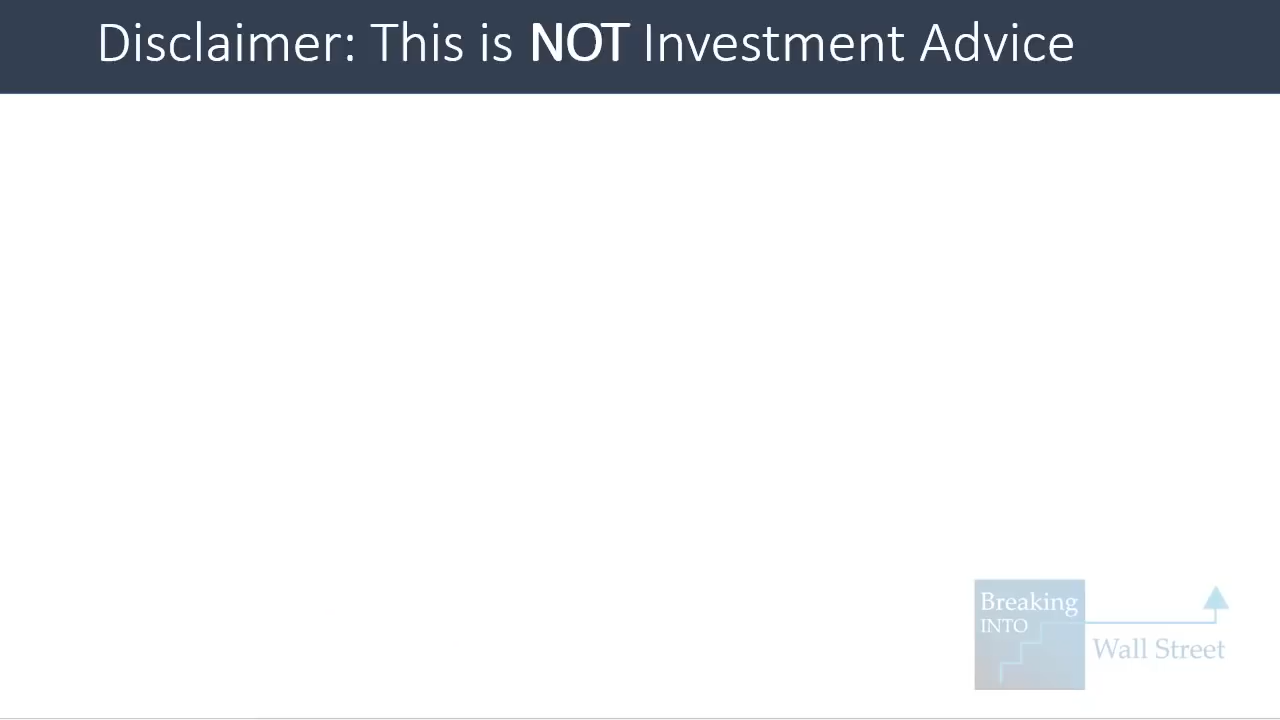 Disclaimer: This is NOT Investment Advice
Breaking
INTO
Wall Street